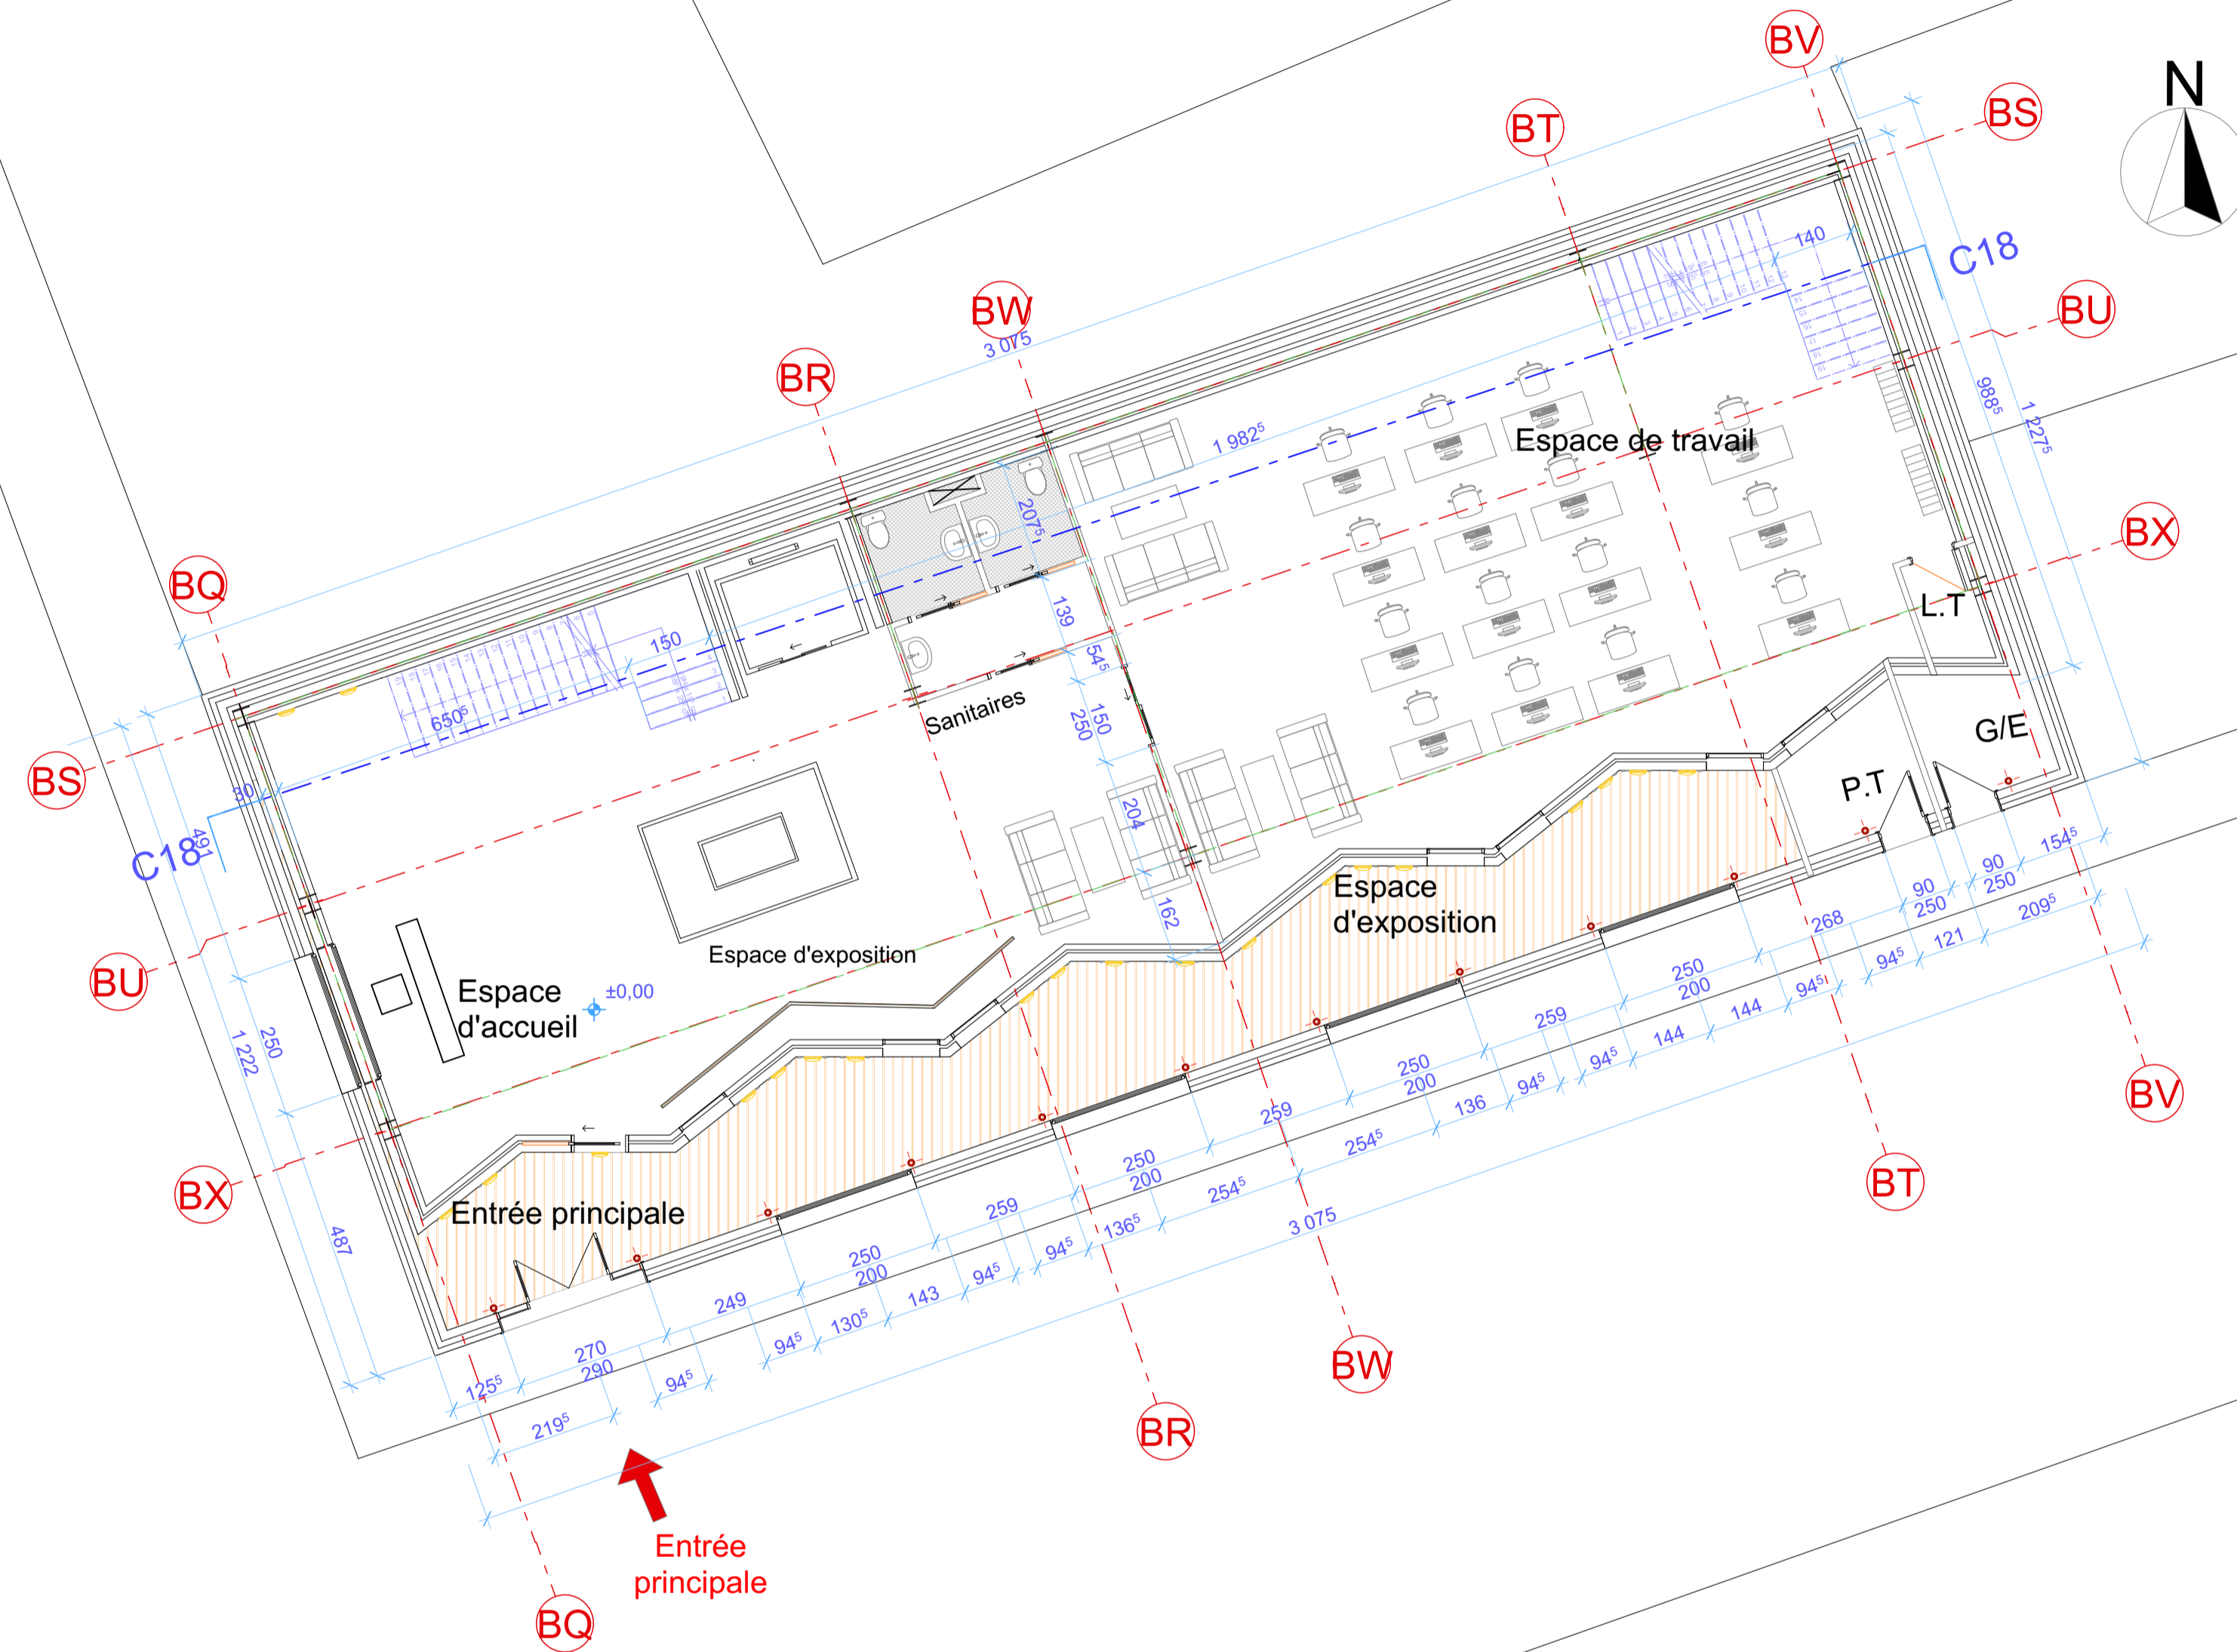 BV
N
BS
BT
140
C18
BW
3 075
BU
BR
988⁵
1 227⁵
1 982⁵
Espace de travail
207⁵
BX
BQ
139
L.T
150
54⁵
650⁵
Sanitaires
150
250
G/E
BS
30
P.T
491
C18
204
162
Espace
d'exposition
90
154⁵
90
250
268
250
209⁵
Espace d'exposition
121
94⁵
BU
Espace
d'accueil
±0,00
250
200
94⁵
144
259
144
250
1 222
94⁵
250
200
94⁵
136
BV
259
254⁵
BX
Entrée principale
487
250
200
254⁵
BT
259
136⁵
3 075
94⁵
250
200
94⁵
249
143
130⁵
94⁵
270
290
94⁵
125⁵
219⁵
BW
BR
Entrée
principale
BQ